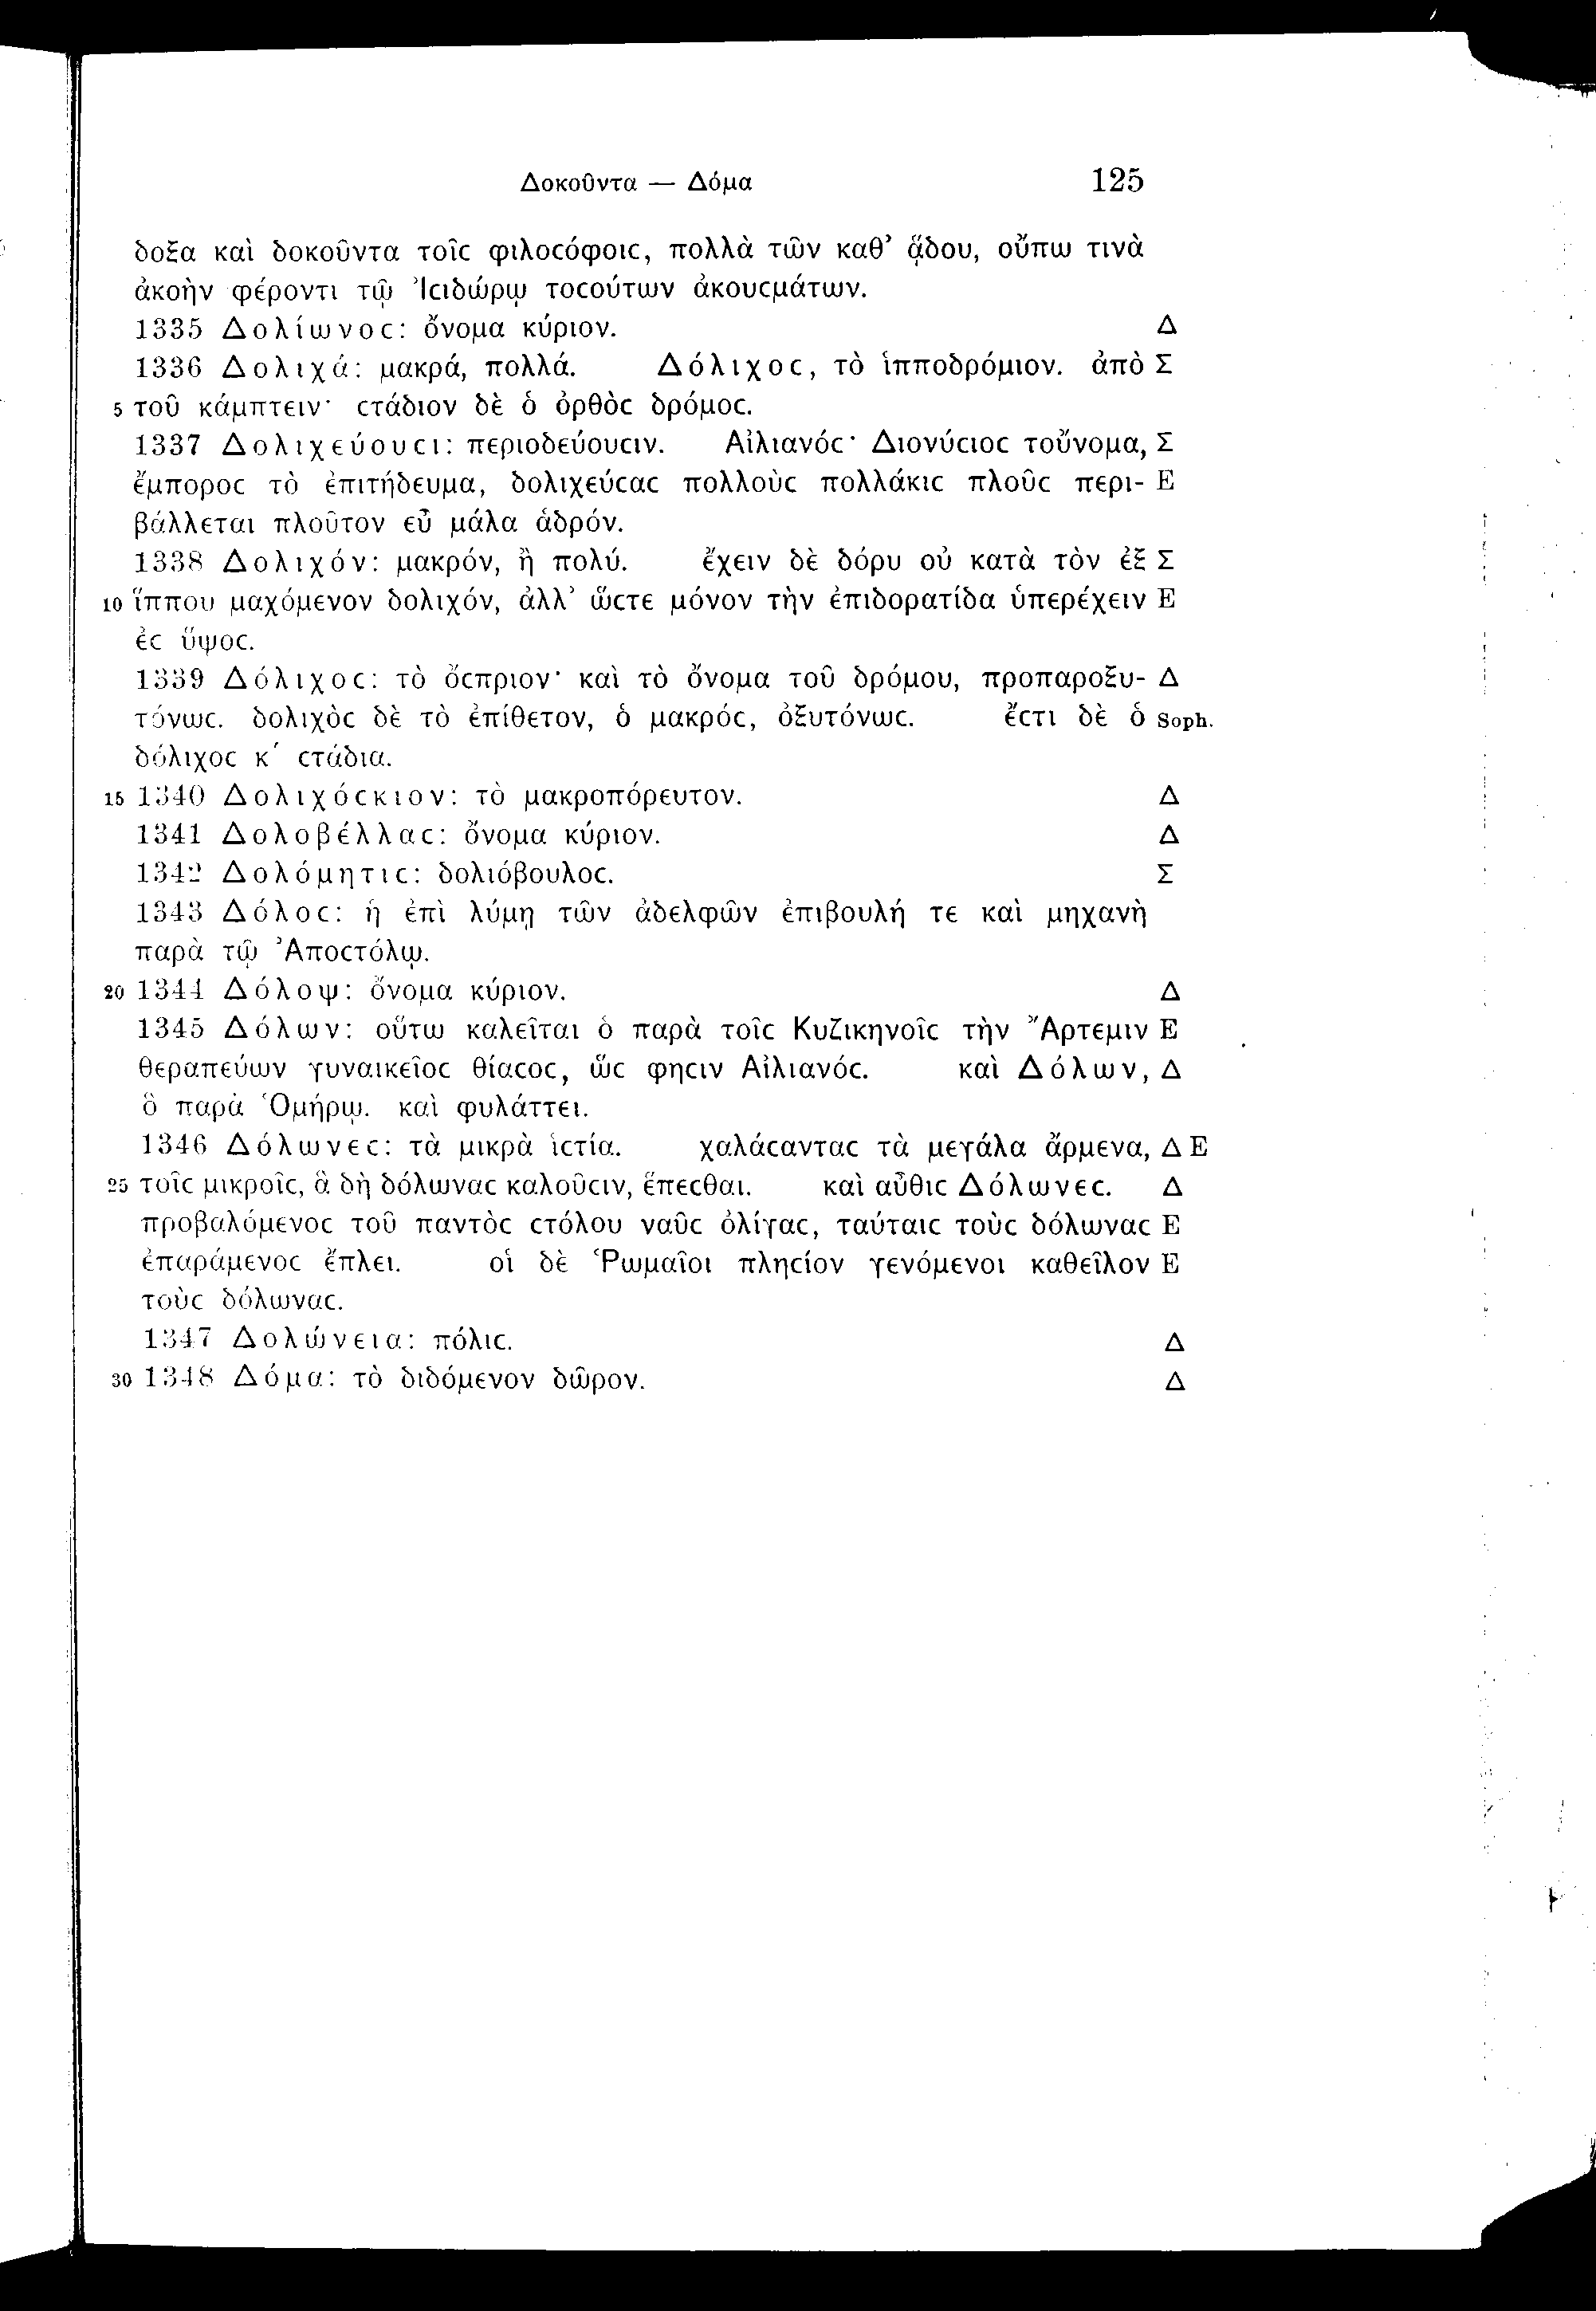 Δοκοῦντα — Δόμα 125
δοξα καὶ δοκοῦντα τοῖϲ φιλοϲόφοιϲ, πολλὰ τῶν καθ’ ᾅδου, οὔπω τινὰ
ἀκοὴν φέροντι τῷ Ἰϲιδώρῳ τοϲούτων ἀκουϲμάτων.
1335 Δολίωνοϲ: ὄνομα κύριον. Δ
1336 Δολιχά: μακρά, πολλά. Δόλιχοϲ, τὸ ἱπποδρόμιον. ἀπὸ Σ
5 τοῦ κάμπτειν· ϲτάδιον δὲ ὁ ὀρθὸϲ δρόμοϲ.
1337 Δολιχεύουϲι: περιοδεύουϲιν. Αἰλιανόϲ· Διονύϲιοϲ τοὔνομα, Σ
ἔμποροϲ τὸ ἐπιτήδευμα, δολιχεύϲαϲ πολλοὺϲ πολλάκιϲ πλοῦϲ περι- Ε
βάλλεται πλοῦτον εὖ μάλα ἁδρόν.
1338 Δολιχόν: μακρόν, ἢ πολύ. ἔχειν δὲ δόρυ οὐ κατὰ τὸν ἐξ Σ
10 ἵππου μαχόμενον δολιχόν, ἀλλ’ ὥϲτε μόνον τὴν ἐπιδορατίδα ὑπερέχειν Ε
ἐϲ ὕψοϲ.
1339 Δόλιχοϲ: τὸ ὄϲπριον· καὶ τὸ ὄνομα τοῦ δρόμου, προπαροξυ- Δ
τόνωϲ. δολιχὸϲ δὲ τὸ ἐπίθετον, ὁ μακρόϲ, ὀξυτόνωϲ. ἔϲτι δὲ ὁ Soph.
δόλιχοϲ κ´ ϲτάδια.
15 1340 Δολιχόϲκιον: τὸ μακροπόρευτον. Δ
1341 Δολοβέλλαϲ: ὄνομα κύριον. Δ
1342 Δολόμητιϲ: δολιόβουλοϲ. Σ
1343 Δόλοϲ: ἡ ἐπὶ λύμῃ τῶν ἀδελφῶν ἐπιβουλή τε καὶ μηχανὴ
παρὰ τῷ Ἀποϲτόλῳ.
20 1344 Δόλοψ: ὄνομα κύριον. Δ
1345 Δόλων: οὕτω καλεῖται ὁ παρὰ τοῖϲ Κυζικηνοῖϲ τὴν Ἄρτεμιν Ε
θεραπεύων γυναικεῖοϲ θίαϲοϲ, ὥϲ φηϲιν Αἰλιανόϲ. καὶ Δόλων, Δ
ὁ παρὰ Ὁμήρῳ. καὶ φυλάττει.
1346 Δόλωνεϲ: τὰ μικρὰ ἱϲτία. χαλάϲανταϲ τὰ μεγάλα ἄρμενα, Δ Ε
25 τοῖϲ μικροῖϲ, ἃ δὴ δόλωναϲ καλοῦϲιν, ἕπεϲθαι. καὶ αὖθιϲ Δόλωνεϲ. Δ
προβαλόμενοϲ τοῦ παντὸϲ ϲτόλου ναῦϲ ὀλίγαϲ, ταύταιϲ τοὺϲ δόλωναϲ Ε
ἐπαράμενοϲ ἔπλει. οἱ δὲ Ῥωμαῖοι πληϲίον γενόμενοι καθεῖλον Ε
τοὺϲ δόλωναϲ.
1347 Δολώνεια: πόλιϲ. Δ
30 1348 Δόμα: τὸ διδόμενον δῶρον. Δ